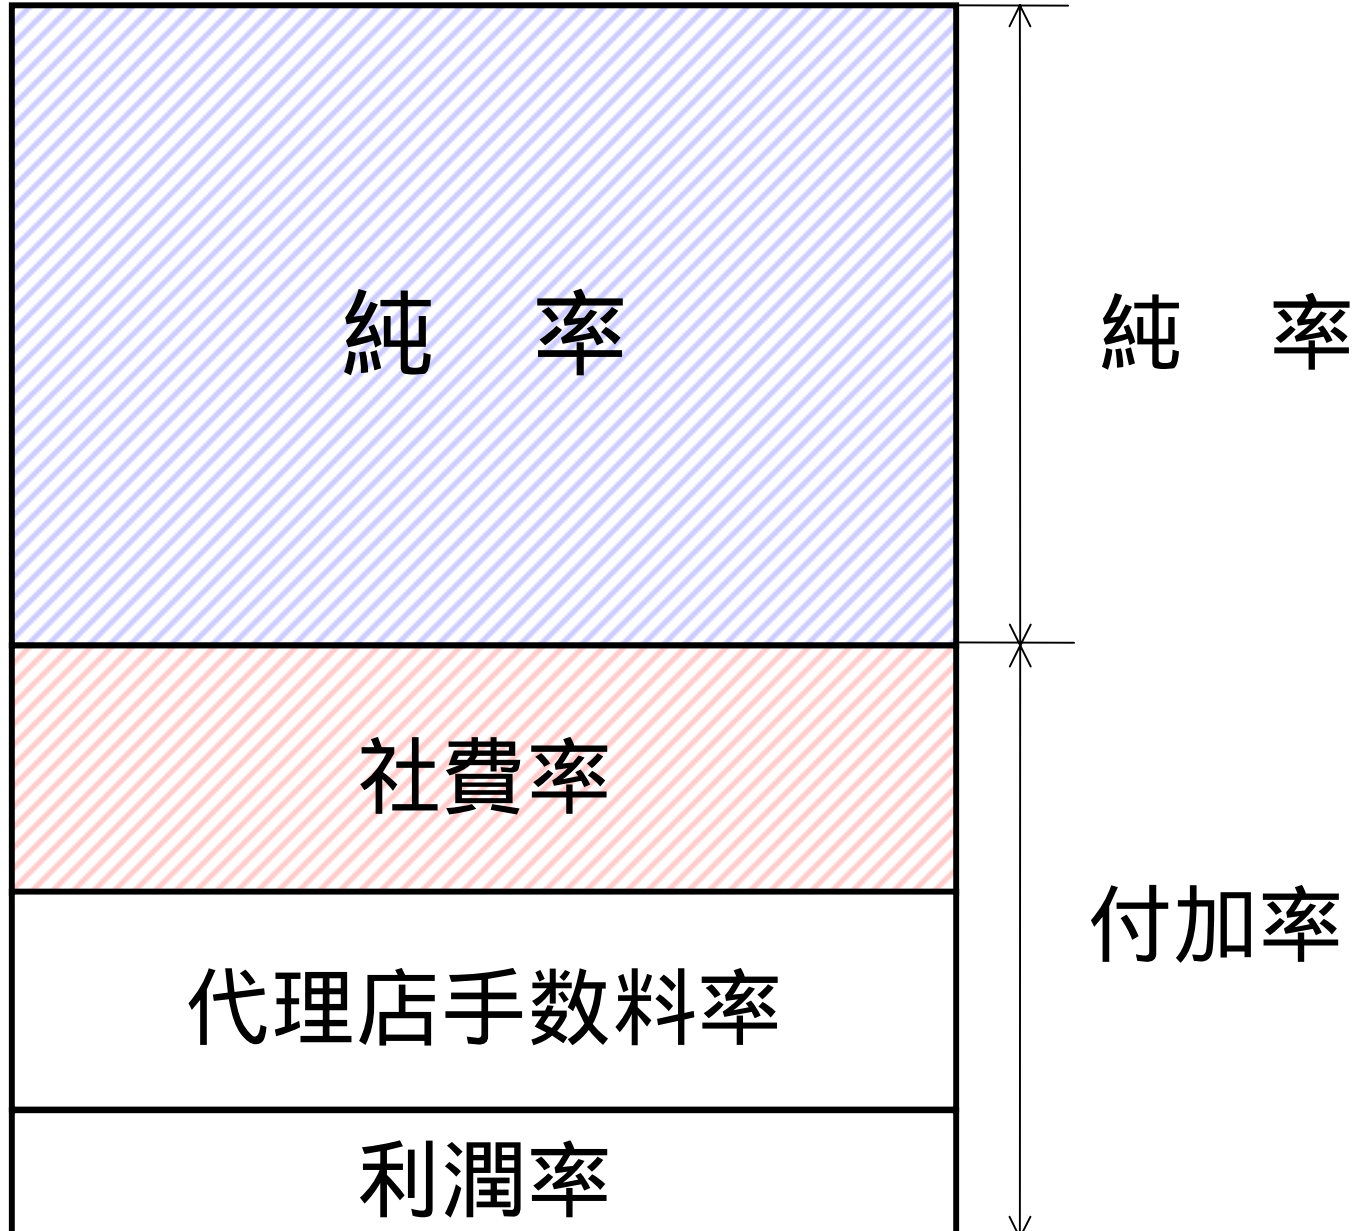 純　率
純　率
社費率
付加率
代理店手数料率
利潤率